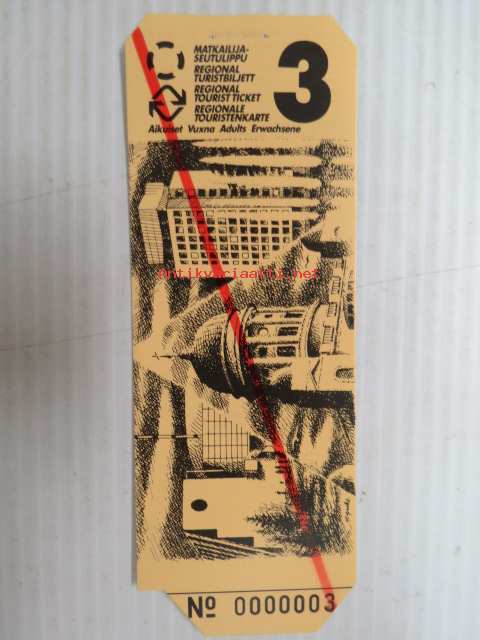 MATKAILIJA-
SEUTULIPPU
REGIONAL
TURISTBILJETT
REGIONAL
TOURIST TICKET
REGIONALE
TOURISTENKARTE
3
Aikuiset Vuxna Adults Erwachsene
Antikvariaatti.net
No 0000003